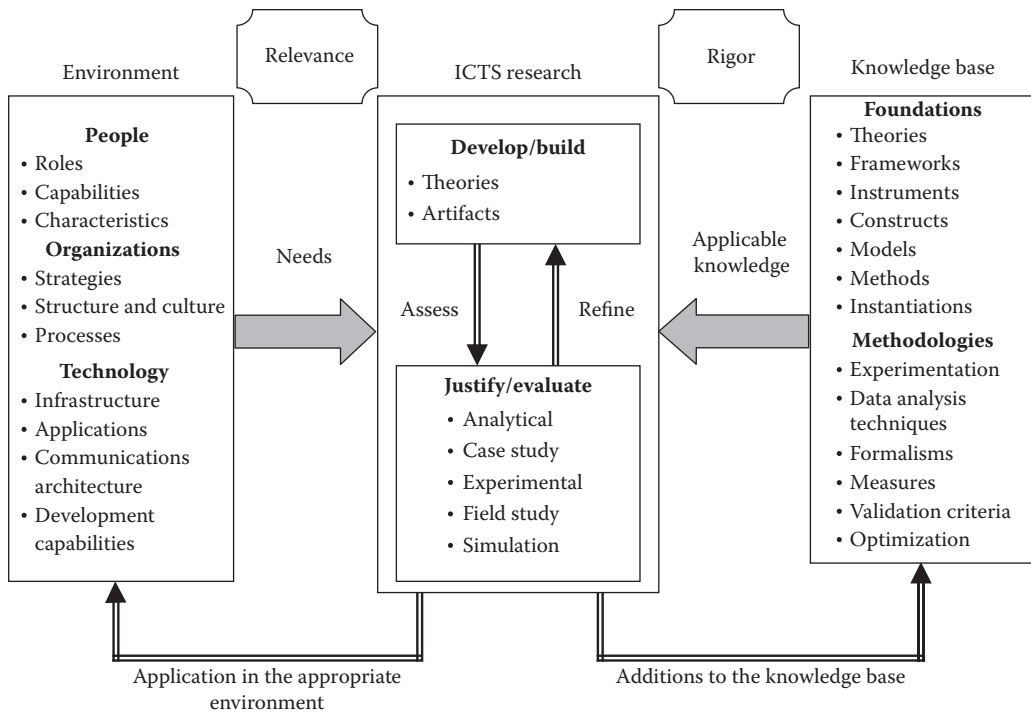 Environment
Relevance
ICTS research
Rigor
Knowledge base
People
• Roles
• Capabilities
• Characteristics
Organizations
• Strategies
• Structure and culture
• Processes
Technology
• Infrastructure
• Applications
• Communications
architecture
• Development
capabilities
Needs
Develop/build
• Theories
• Artifacts
Assess
Refine
Justify/evaluate
• Analytical
• Case study
• Experimental
• Field study
• Simulation
Applicable
knowledge
Foundations
• Theories
• Frameworks
• Instruments
• Constructs
• Models
• Methods
• Instantiations
Methodologies
• Experimentation
• Data analysis
techniques
• Formalisms
• Measures
• Validation criteria
• Optimization
Application in the appropriate
environment
Additions to the knowledge base